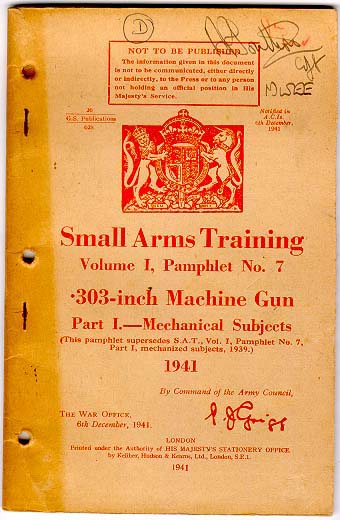 D
NOT TO BE PUBLISHED
The information given in this document
is not to be communicated, either directly
or indirectly, to the Press or to any person
not holding an official position in His
Majesty's Service.
Cpt
26
G.S. Publications
628
Notified in
A.C.Is.
6th December,
1941
Small Arms Training
Volume I, Pamphlet No. 7
·303-inch Machine Gun
Part I.—Mechanical Subjects
(This pamphlet supersedes S.A.T., Vol. I, Pamphlet No. 7,
Part I, mechanized subjects, 1939.)
1941
By Command of the Army Council,
THE WAR OFFICE,
6th December, 1941.
LONDON
Printed under the Authority of HIS MAJESTY'S STATIONERY OFFICE
by Keliher, Hudson & Kearns, Ltd., London, S.E.1.
1941